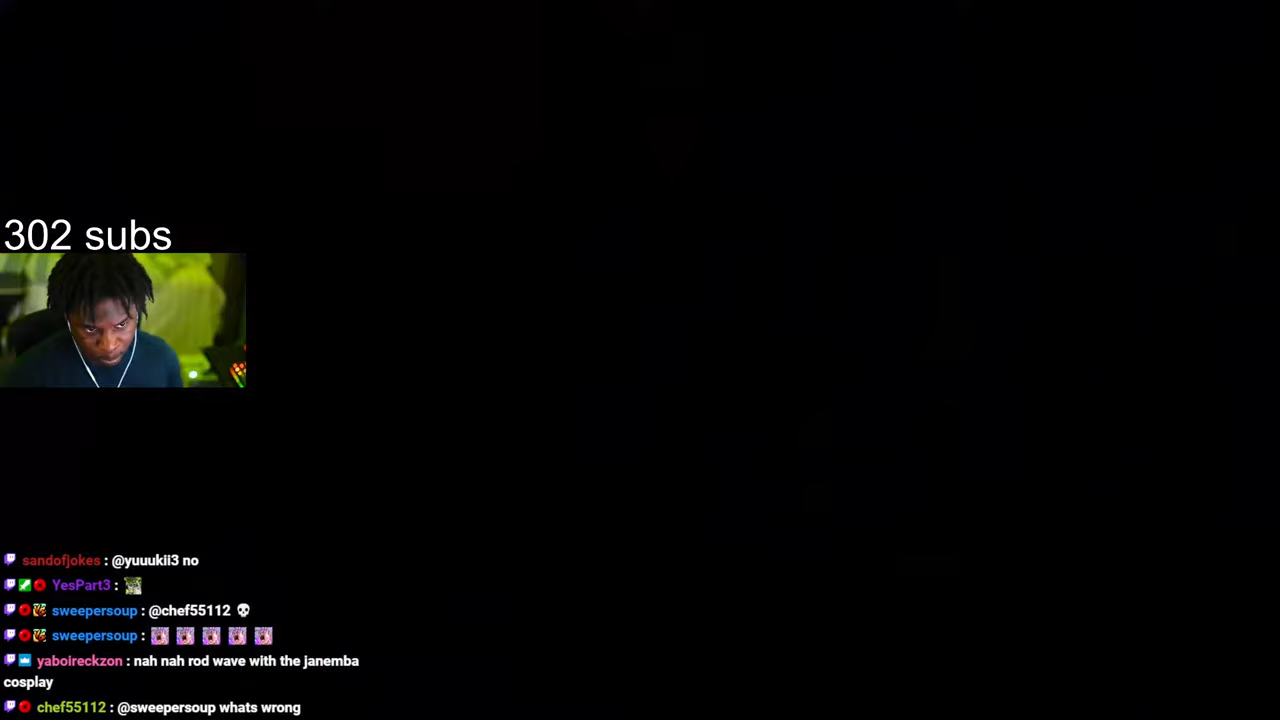 302 subs
sandofjokes : @yuuukii3 no
YesPart3 :
sweepersoup : @chef55112 💀
sweepersoup :
yaboireckzon : nah nah rod wave with the janemba
cosplay
chef55112 : @sweepersoup whats wrong